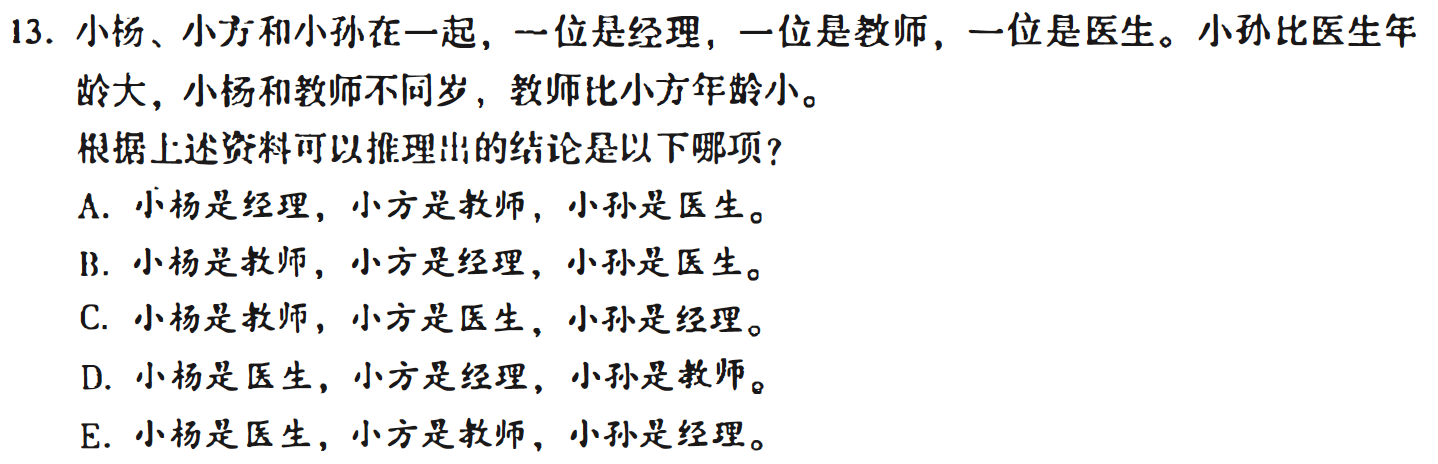 13. 小杨、小方和小孙在一起，一位是经理，一位是教师，一位是医生。小孙比医生年
龄大，小杨和教师不同岁，教师比小方年龄小。
根据上述资料可以推理出的结论是以下哪项?
A. 小杨是经理，小方是教师，小孙是医生。
B. 小杨是教师，小方是经理，小孙是医生。
C. 小杨是教师，小方是医生，小孙是经理。
D. 小杨是医生，小方是经理，小孙是教师。
E. 小杨是医生，小方是教师，小孙是经理。